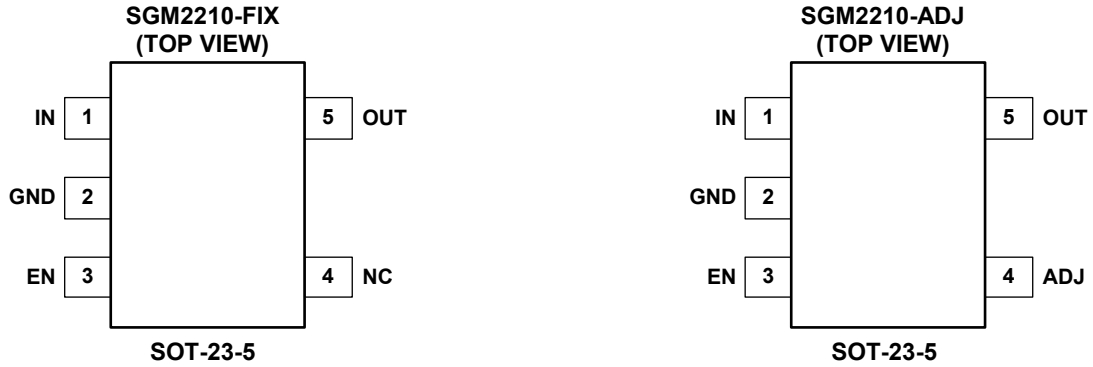 SGM2210-FIX
(TOP VIEW)
IN 1
5 OUT
GND 2
EN 3
4 NC
SOT-23-5
SGM2210-ADJ
(TOP VIEW)
IN 1
5 OUT
GND 2
EN 3
4 ADJ
SOT-23-5